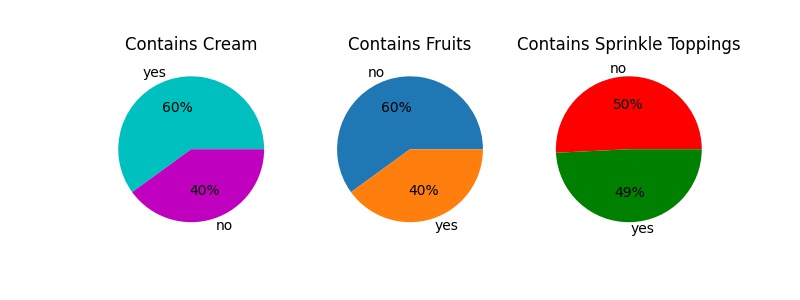 Contains Cream
yes
60%
40%
no
Contains Fruits
no
60%
40%
yes
Contains Sprinkle Toppings
no
50%
49%
yes